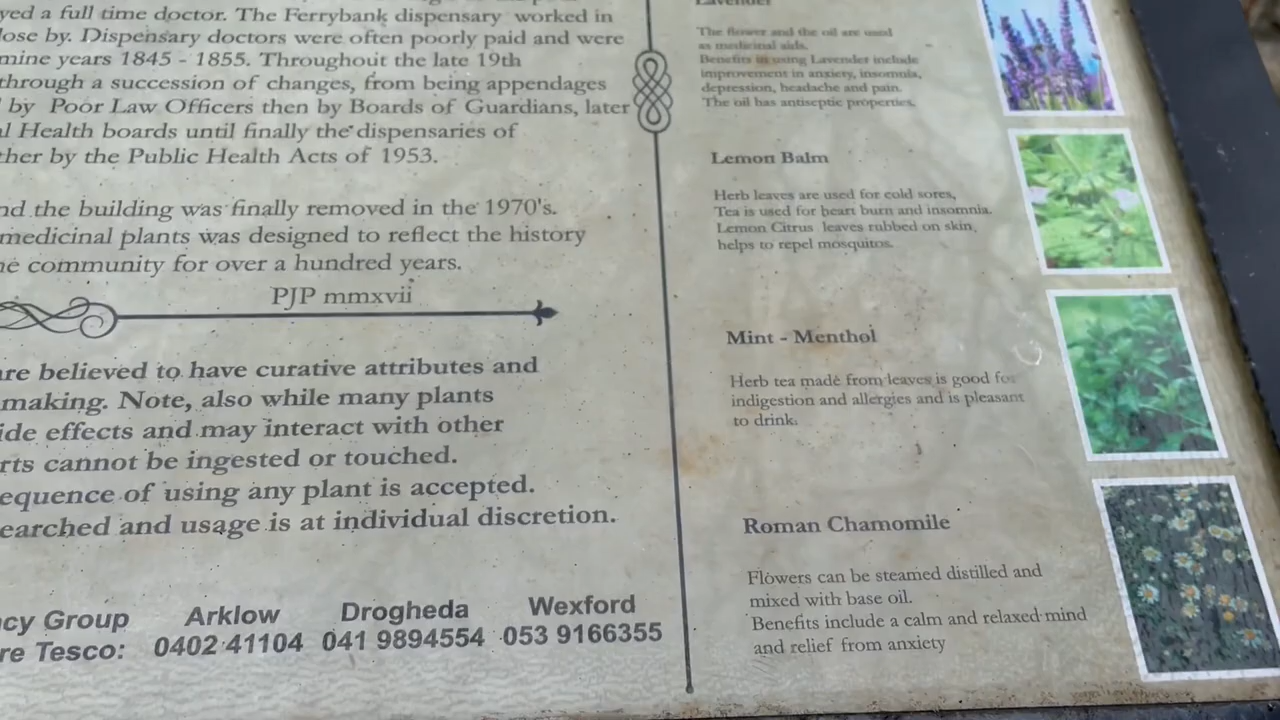 yed a full time doctor. The Ferrybank dispensary worked in
lose by. Dispensary doctors were often poorly paid and were
mine years 1845 - 1855. Throughout the late 19th
through a succession of changes, from being appendages
by Poor Law Officers then by Boards of Guardians, later
l Health boards until finally the dispensaries of
ther by the Public Health Acts of 1953.
nd the building was finally removed in the 1970's.
medicinal plants was designed to reflect the history
e community for over a hundred years.
PJP mmxvii
are believed to have curative attributes and
making. Note, also while many plants
ide effects and may interact with other
rts cannot be ingested or touched.
equence of using any plant is accepted.
earched and usage is at individual discretion.
cy Group Arklow Drogheda Wexford
re Tesco: 0402 41104 041 9894554 053 9166355
Lavender
The flower and the oil are used
as medicinal aids.
Benefits in using Lavender include
improvement in anxiety, insomnia,
depression, headache and pain.
The oil has antiseptic properties.
Lemon Balm
Herb leaves are used for cold sores,
Tea is used for heart burn and insomnia.
Lemon Citrus leaves rubbed on skin,
helps to repel mosquitos.
Mint - Menthol
Herb tea made from leaves is good for
indigestion and allergies and is pleasant
to drink.
Roman Chamomile
Flowers can be steamed distilled and
mixed with base oil.
Benefits include a calm and relaxed mind
and relief from anxiety